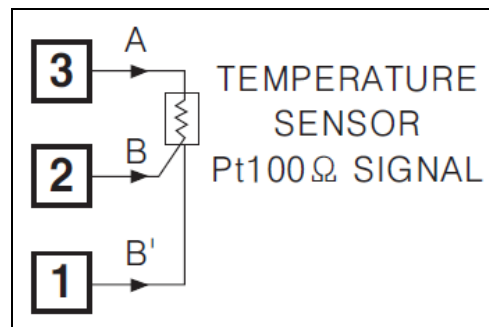 3 A
TEMPERATURE
SENSOR
2 B
Pt100Ω SIGNAL
1 B'